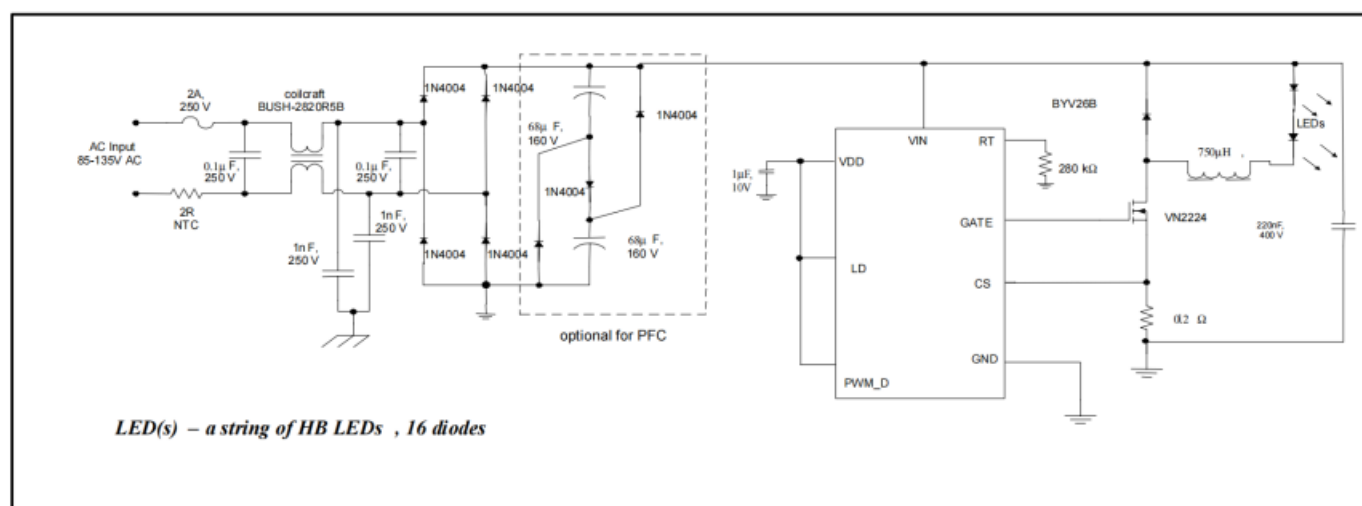 2A,
250 V
coilcraft
BUSH-2820R5B
AC Input
85-135V AC
0.1μ F,
250 V
0.1μ F,
250 V
2R
NTC
1n F,
250 V
1n F,
250 V
1N4004
1N4004
1N4004
1N4004
68μ F,
160 V
1N4004
1N4004
68μ F,
160 V
optional for PFC
1μF,
10V
VIN
VDD
RT
LD
GATE
CS
GND
PWM_D
280 kΩ
BYV26B
750μH ,
LEDs
VN2224
220nF,
400 V
0.2 Ω
LED(s) – a string of HB LEDs , 16 diodes